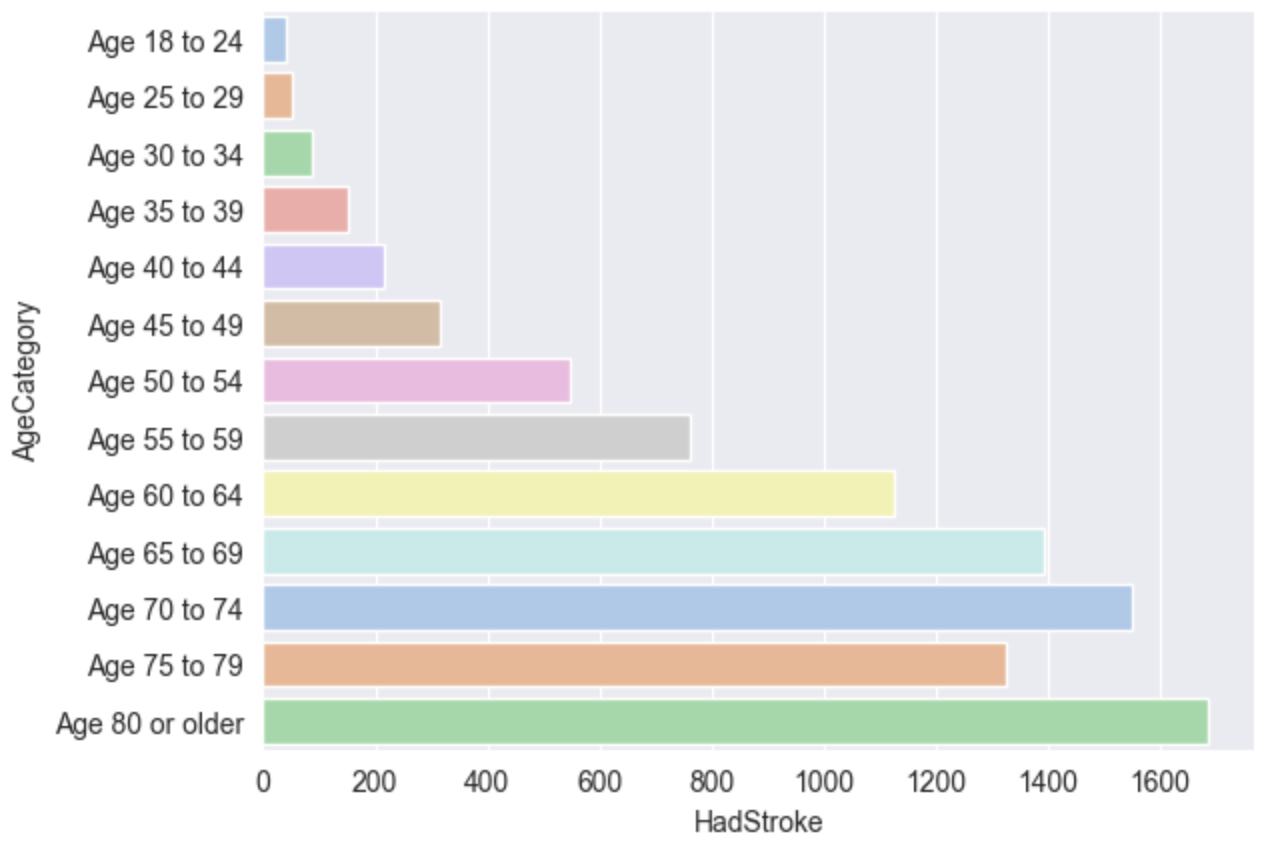 Age 18 to 24
Age 25 to 29
Age 30 to 34
Age 35 to 39
Age 40 to 44
Age 45 to 49
Age 50 to 54
Age 55 to 59
Age 60 to 64
Age 65 to 69
Age 70 to 74
Age 75 to 79
Age 80 or older
AgeCategory
0 200 400 600 800 1000 1200 1400 1600
HadStroke